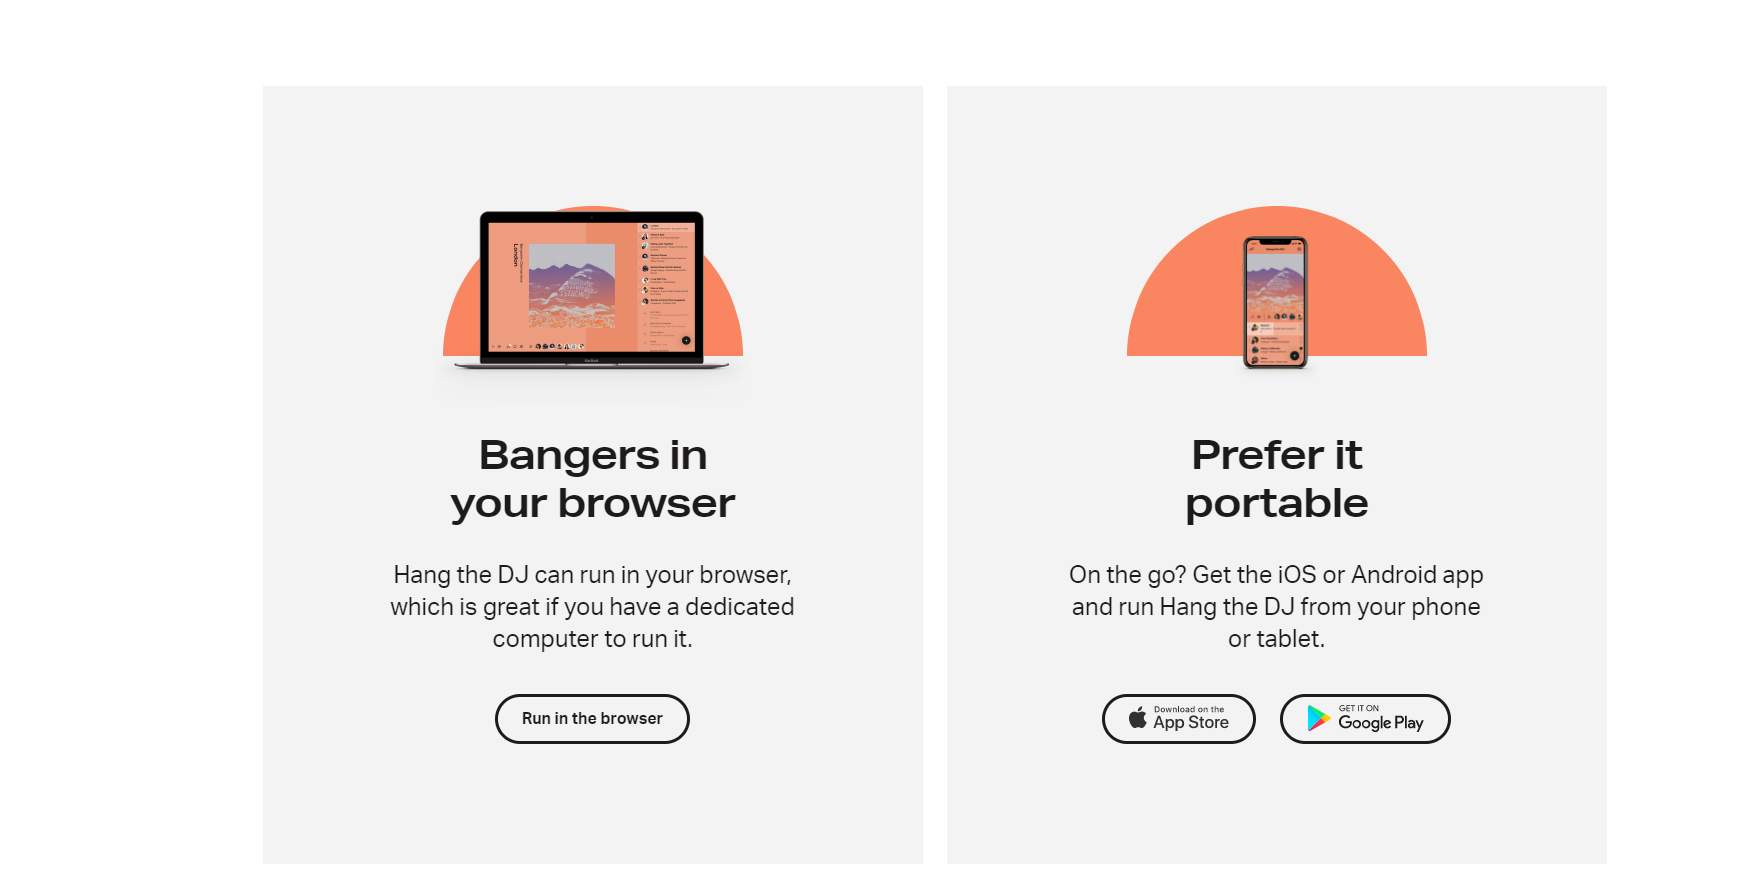 London
Bangers in
your browser
Hang the DJ can run in your browser,
which is great if you have a dedicated
computer to run it.
Run in the browser
Prefer it
portable
On the go? Get the iOS or Android app
and run Hang the DJ from your phone
or tablet.
Download on the
App Store
GET IT ON
Google Play